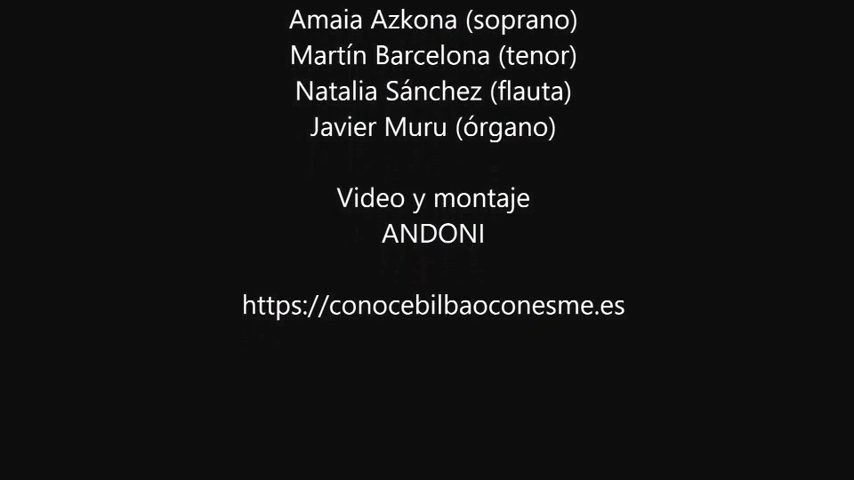 Amaia Azkona (soprano)
Martín Barcelona (tenor)
Natalia Sánchez (flauta)
Javier Muru (órgano)
Video y montaje
ANDONI
https://conocebilbaoconesme.es